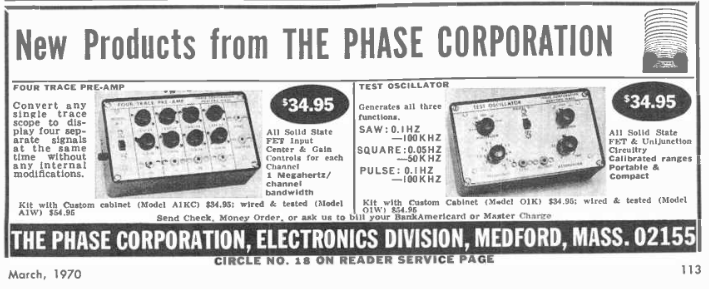 New Products from THE PHASE CORPORATION
FOUR TRACE PRE-AMP
Convert any
single trace
scope to dis-
play four sep-
arate signals
at the same
time without
any internal
modifications.
FOUR TRACE PRE-AMP
$34.95
All Solid State
FET Input
Center & Gain
Controls for each
Channel
1 Megahertz/
channel
bandwidth
Kit with Custom cabinet (Model A1KC) $34.95; wired & tested (Model
A1W) $54.95
TEST OSCILLATOR
Generates all three
functions.
SAW: 0.1HZ
—100KHZ
SQUARE: 0.05HZ
—50KHZ
PULSE: 0.1HZ
—100KHZ
TEST OSCILLATOR
$34.95
All Solid State
FET & Unijunction
Circuitry
Calibrated ranges
Portable &
Compact
Kit with Custom Cabinet (Model O1K) $34.95; wired & tested (Model
O1W) $54.95
Send Check, Money Order, or ask us to bill your BankAmericard or Master Charge
THE PHASE CORPORATION, ELECTRONICS DIVISION, MEDFORD, MASS. 02155
CIRCLE NO. 18 ON READER SERVICE PAGE
March, 1970
113